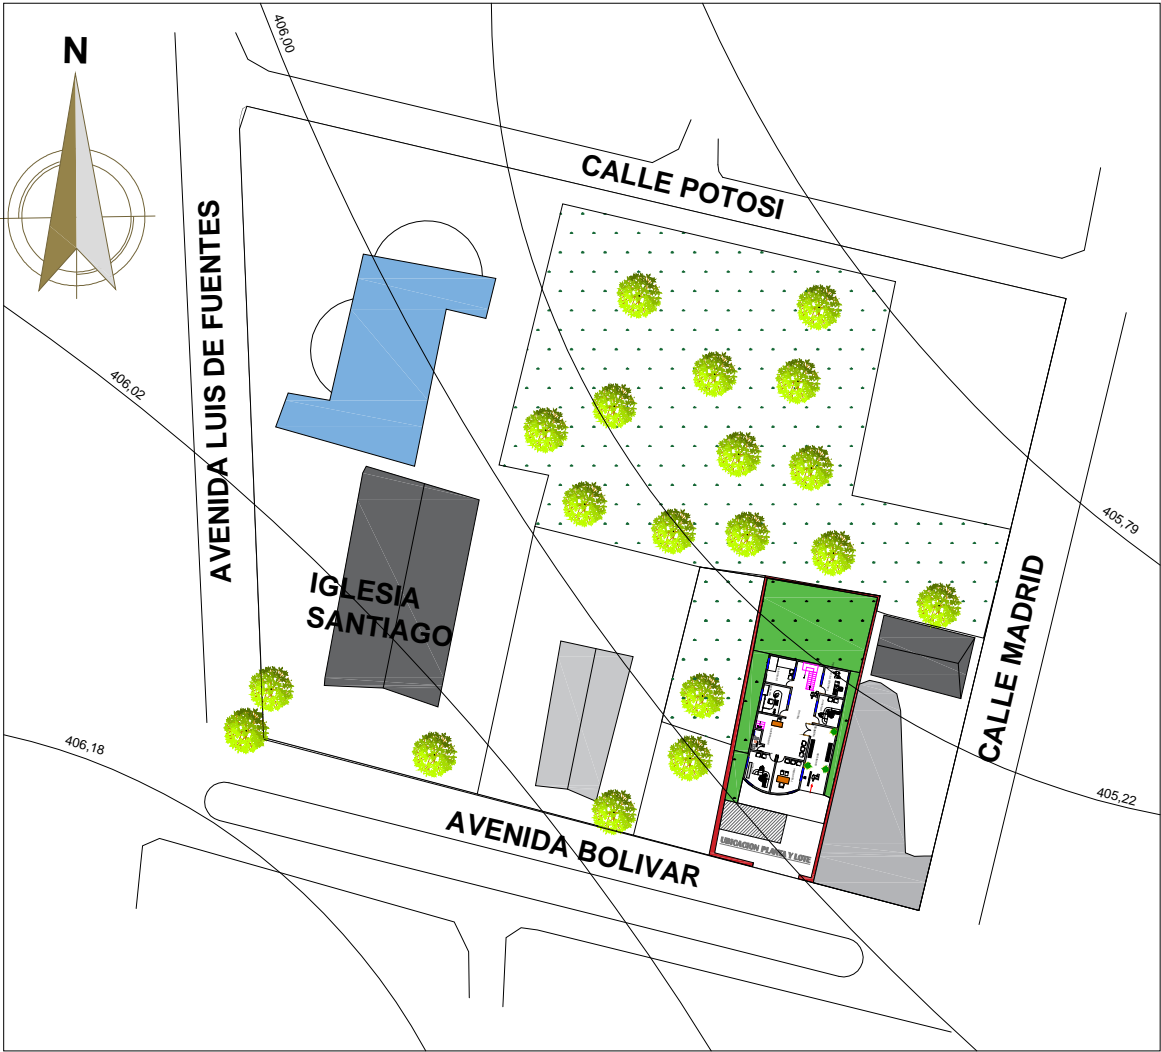 N
406,00
CALLE POTOSI
AVENIDA LUIS DE FUENTES
406,02
405,79
IGLESIA
SANTIAGO
CALLE MADRID
406,18
405,22
AVENIDA BOLIVAR
UBICACION PLANTA Y LOTE